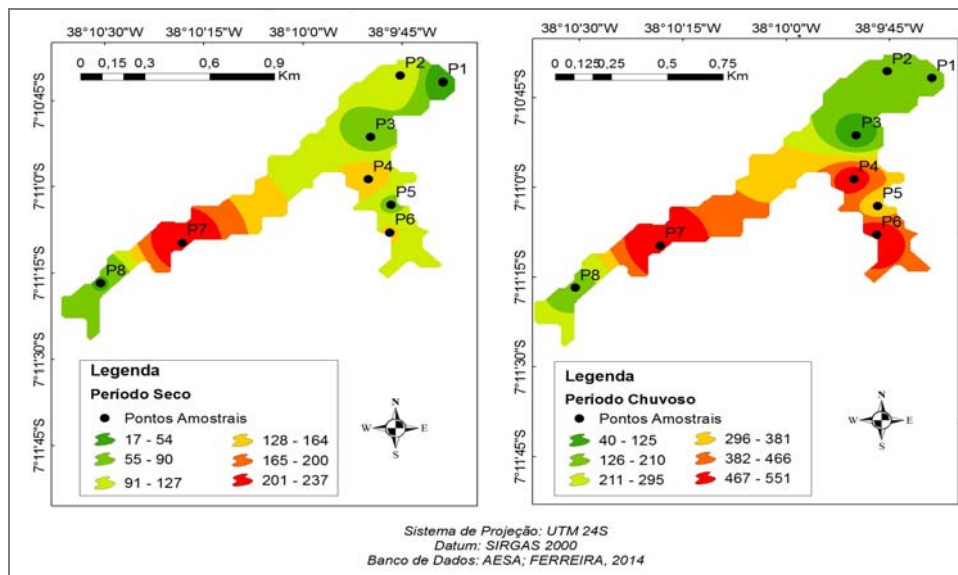 38°10'30"W 38°10'15"W 38°10'0"W 38°9'45"W
0 0,15 0,3 0,6 0,9
Km
7°10'45"S
7°11'0"S
7°11'15"S
7°11'30"S
7°11'45"S
P2
P1
P3
P4
P5
P6
P7
P8
Legenda
Período Seco
Pontos Amostrais
17 - 54 128 - 164
55 - 90 165 - 200
91 - 127 201 - 237
N
W E
S
38°10'30"W 38°10'15"W 38°10'0"W 38°9'45"W
0 0,125 0,25 0,5 0,75
Km
7°10'45"S
7°11'0"S
7°11'15"S
7°11'30"S
7°11'45"S
P2
P1
P3
P4
P5
P6
P7
P8
Legenda
Período Chuvoso
Pontos Amostrais
40 - 125 296 - 381
126 - 210 382 - 466
211 - 295 467 - 551
N
W E
S
Sistema de Projeção: UTM 24S
Datum: SIRGAS 2000
Banco de Dados: AESA; FERREIRA, 2014